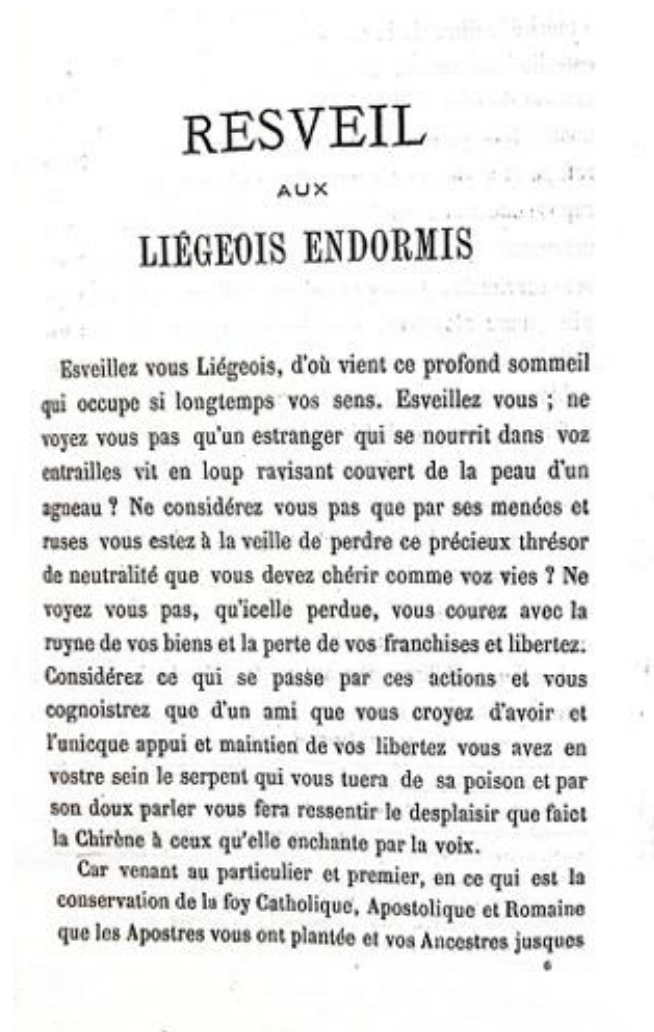 RESVEIL
AUX
LIÉGEOIS ENDORMIS
Esveillez vous Liégeois, d'où vient ce profond sommeil
qui occupe si longtemps vos sens. Esveillez vous ; ne
voyez vous pas qu'un estranger qui se nourrit dans voz
entrailles vit en loup ravisant couvert de la peau d'un
agneau ? Ne considérez vous pas que par ses menées et
ruses vous estez à la veille de perdre ce précieux thrésor
de neutralité que vous devez chérir comme voz vies ? Ne
voyez vous pas, qu'icelle perdue, vous courez avec la
ruyne de vos biens et la perte de vos franchises et libertez.
Considérez ce qui se passe par ces actions et vous
cognoistrez que d'un ami que vous croyez d'avoir et
l'unicque appui et maintien de vos libertez vous avez en
vostre sein le serpent qui vous tuera de sa poison et par
son doux parler vous fera ressentir le desplaisir que faict
la Chirène à ceux qu'elle enchante par la voix.
Car venant au particulier et premier, en ce qui est la
conservation de la foy Catholique, Apostolique et Romaine
que les Apostres vous ont plantée et vos Ancestres jusques
6